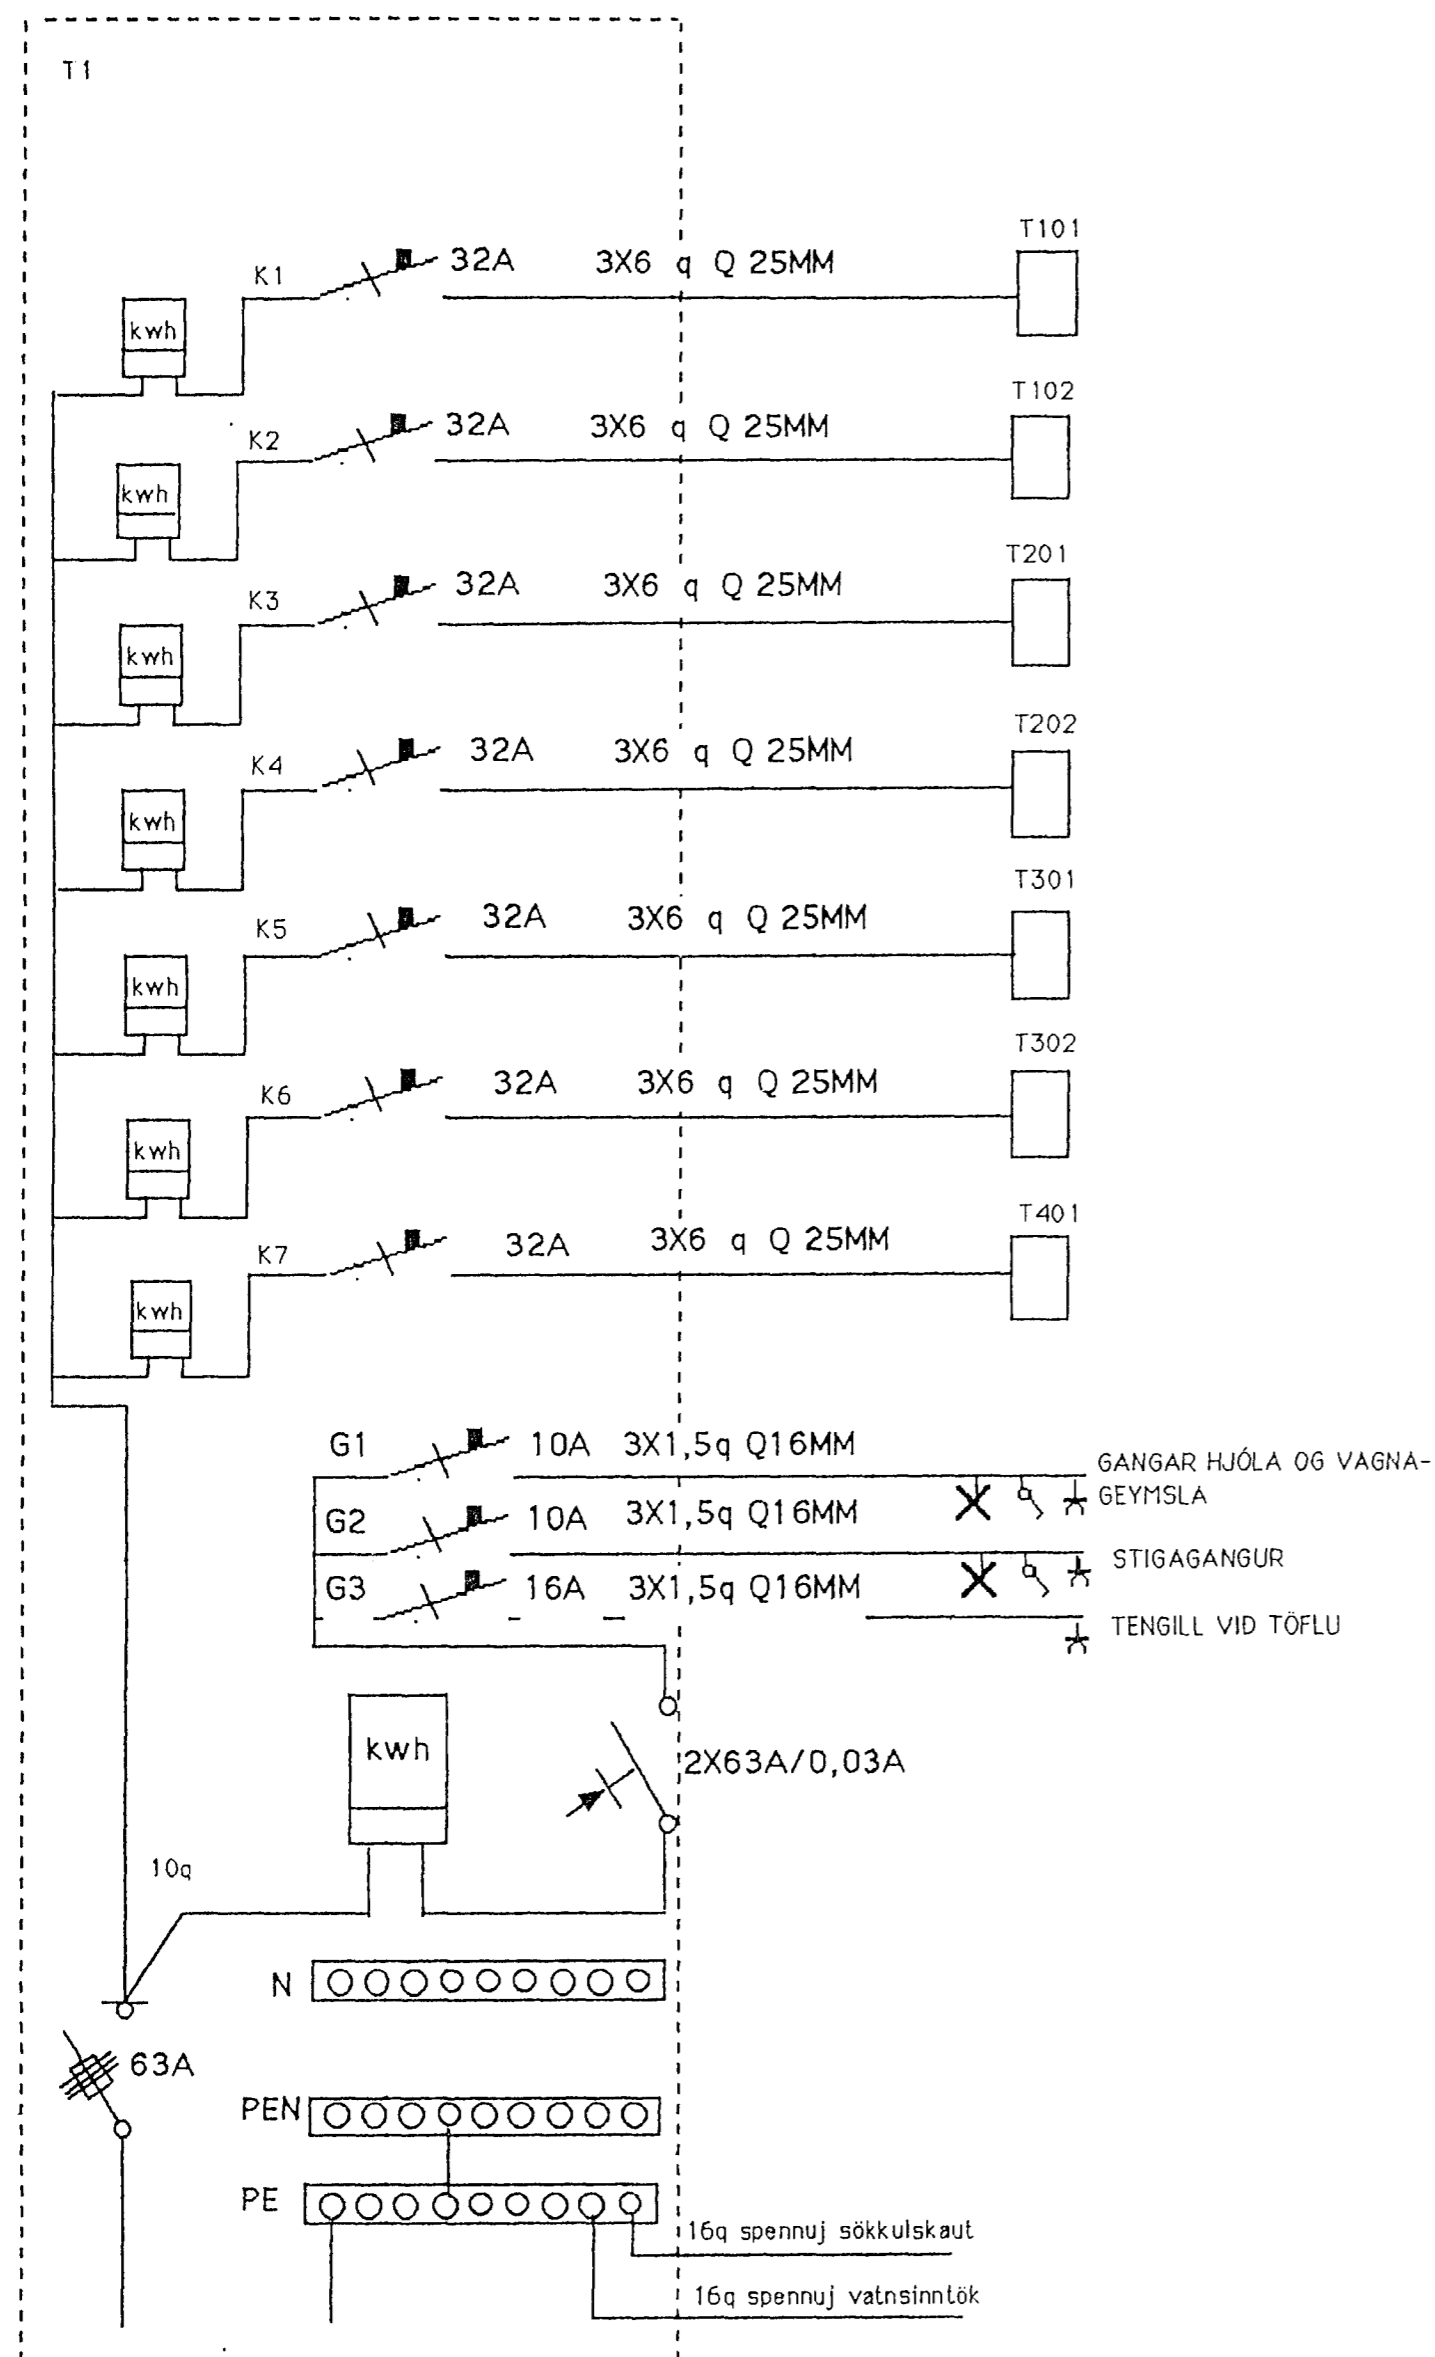 T1
T101
K1 32A 3X6 q Q 25MM
kwh
T102
K2 32A 3X6 q Q 25MM
kwh
T201
K3 32A 3X6 q Q 25MM
kwh
T202
K4 32A 3X6 q Q 25MM
kwh
T301
K5 32A 3X6 q Q 25MM
kwh
T302
K6 32A 3X6 q Q 25MM
kwh
T401
K7 32A 3X6 q Q 25MM
kwh
G1 10A 3X1,5q Q16MM
GANGAR HJÓLA OG VAGNA-
GEYMSLA
G2 10A 3X1,5q Q16MM
STIGAGANGUR
G3 16A 3X1,5q Q16MM
TENGILL VID TÖFLU
kwh
2X63A/0,03A
10q
N
63A
PEN
PE
16q spennuj sökkulskaut
16q spennuj vatnsinntök